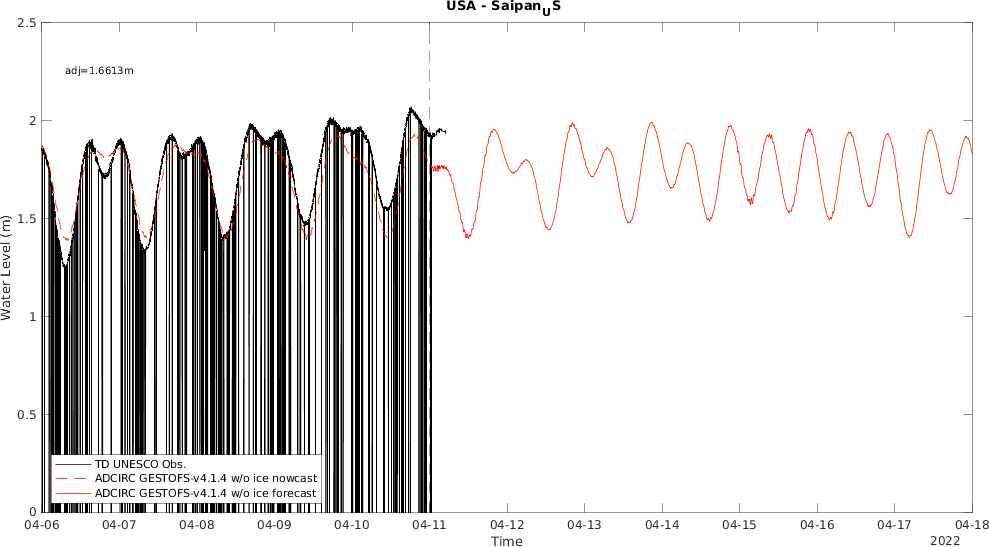 USA - SaipanUS
2.5
adj=1.6613m
2
1.5
Water Level (m)
1
0.5
TD UNESCO Obs.
ADCIRC GESTOFS-v4.1.4 w/o ice nowcast
ADCIRC GESTOFS-v4.1.4 w/o ice forecast
0
04-06 04-07 04-08 04-09 04-10 04-11 04-12 04-13 04-14 04-15 04-16 04-17 04-18
Time
2022